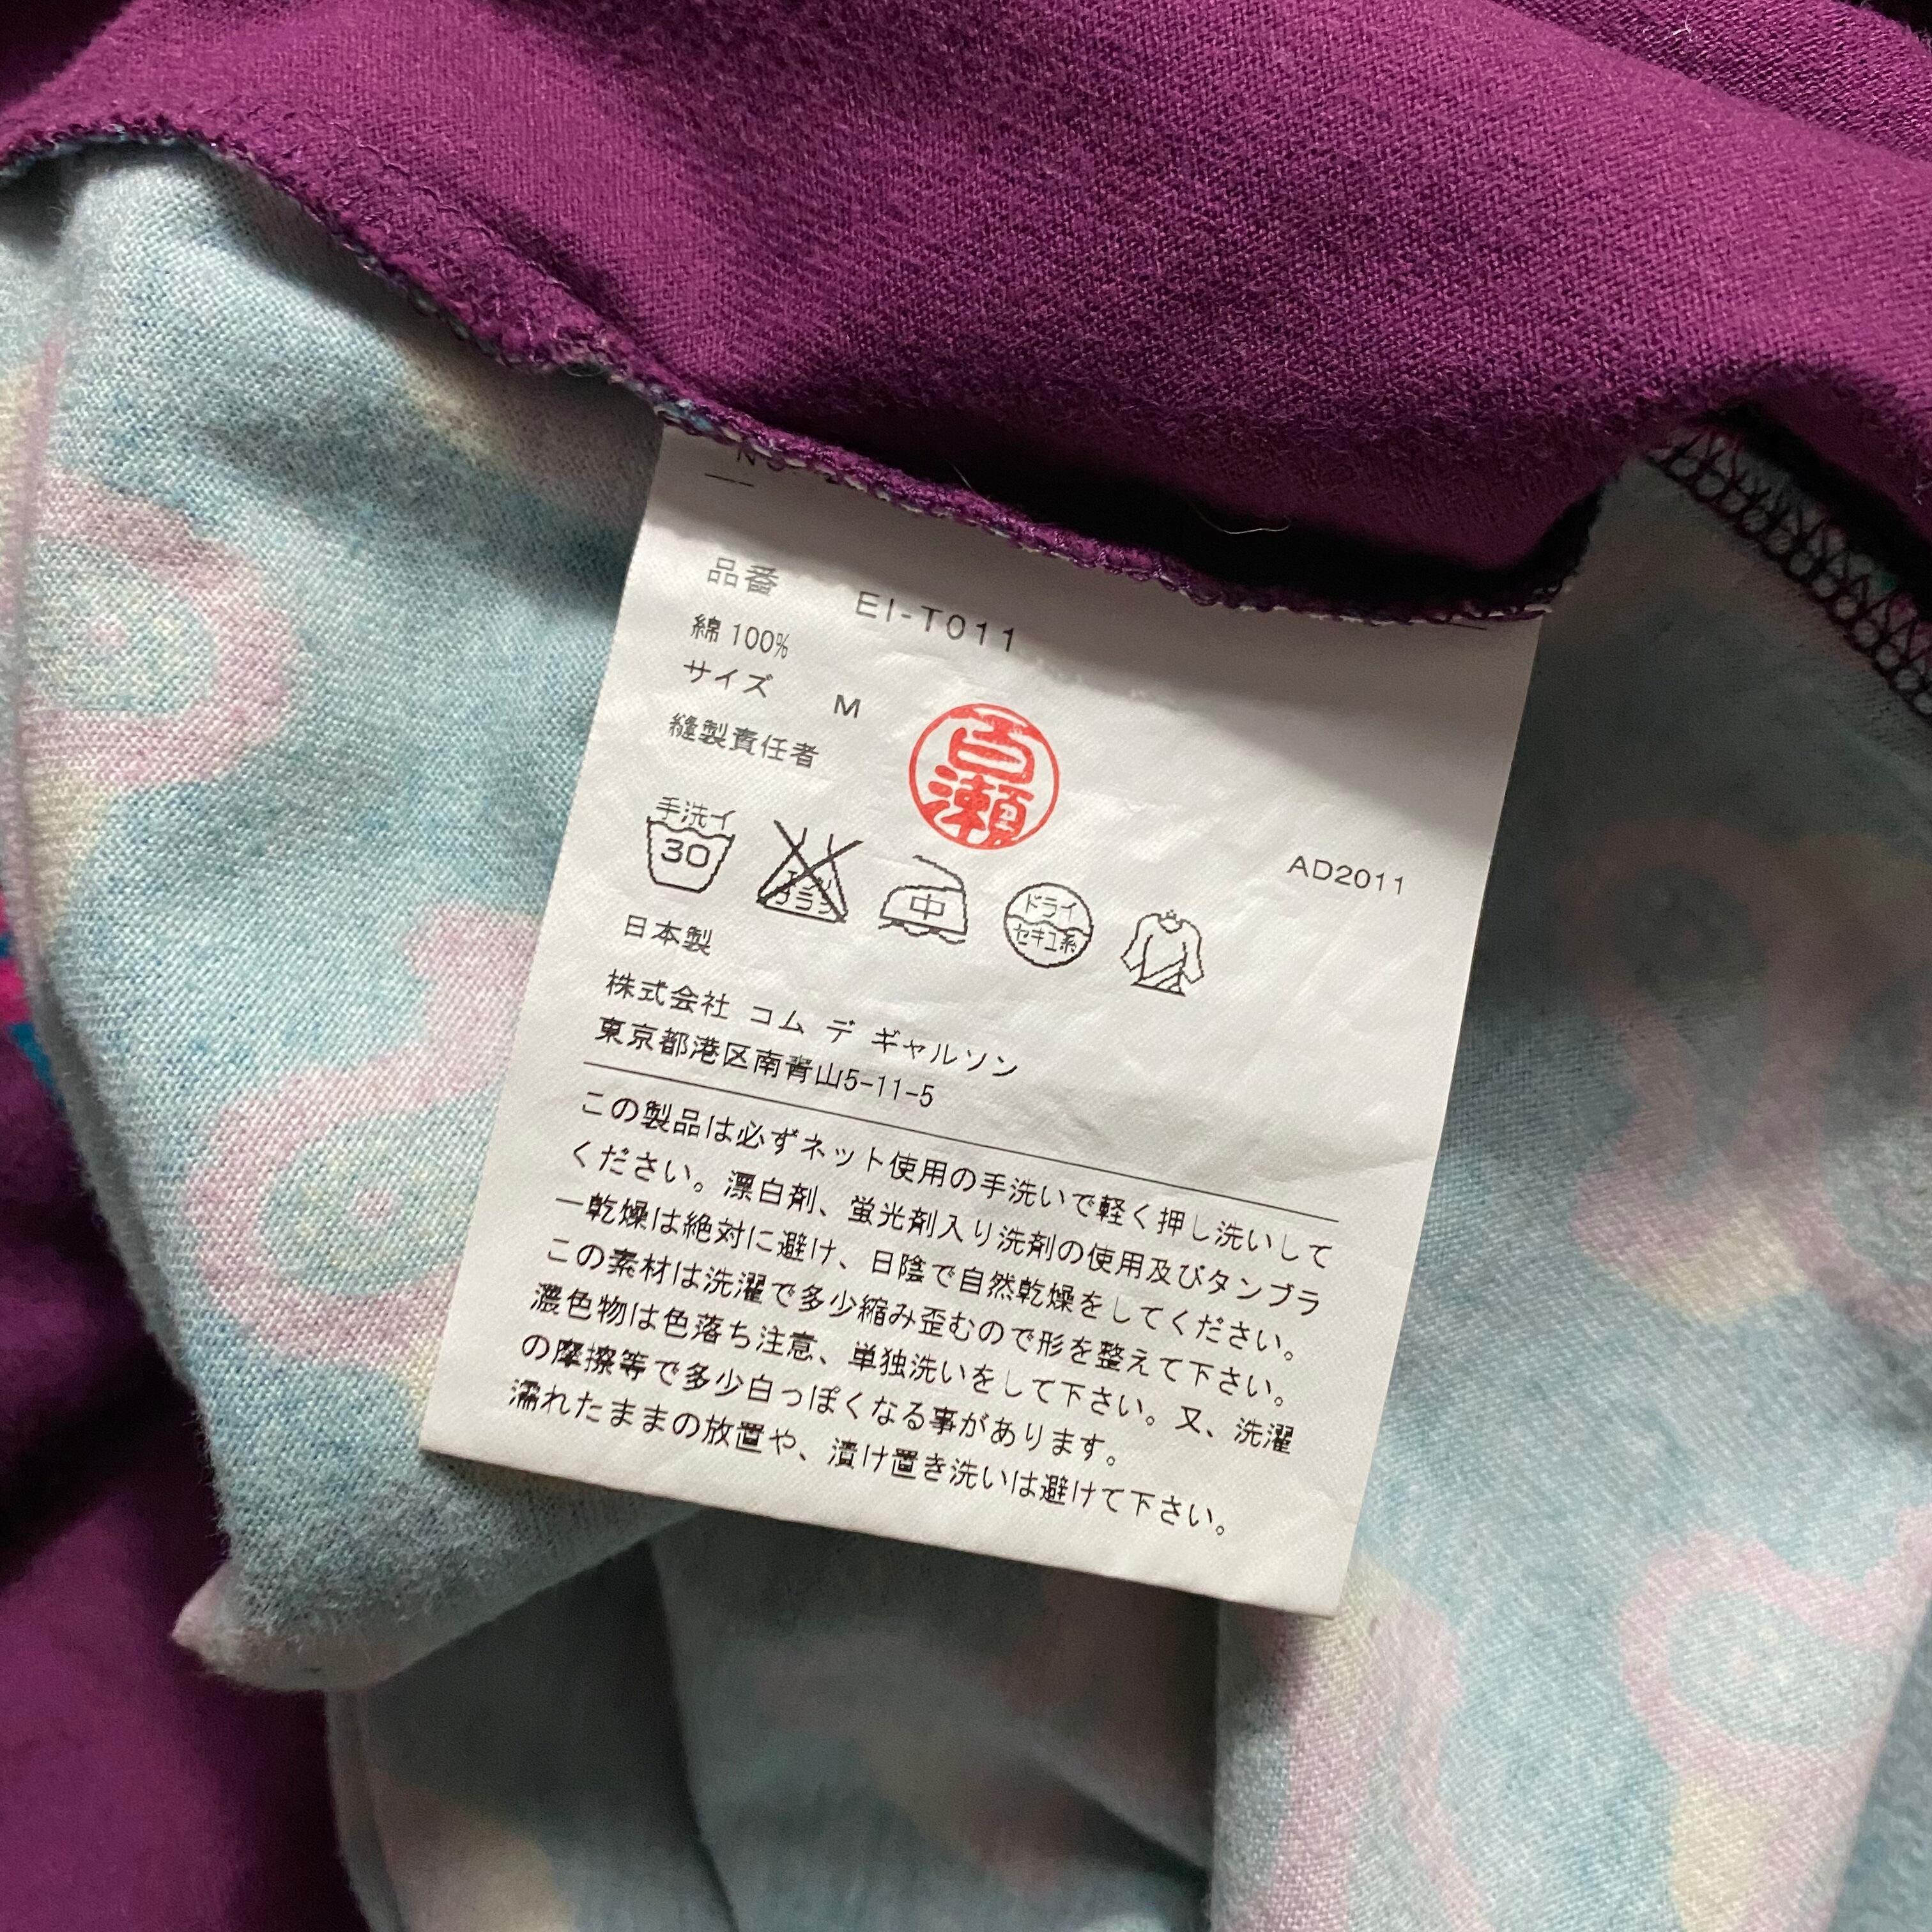 品番 EI-T011
綿100%
サイズ M
縫製責任者 百瀬
手洗イ
30
中
ドライ
セキユ系
AD2011
日本製
株式会社 コム デ ギャルソン
東京都港区南青山5-11-5
この製品は必ずネット使用の手洗いで軽く押し洗いして
ください。漂白剤、蛍光剤入り洗剤の使用及びタンブラ
ー乾燥は絶対に避け、日陰で自然乾燥をしてください。
この素材は洗濯で多少縮み歪むので形を整えて下さい。
濃色物は色落ち注意、単独洗いをして下さい。又、洗濯
の摩擦等で多少白っぽくなる事があります。
濡れたままの放置や、漬け置き洗いは避けて下さい。